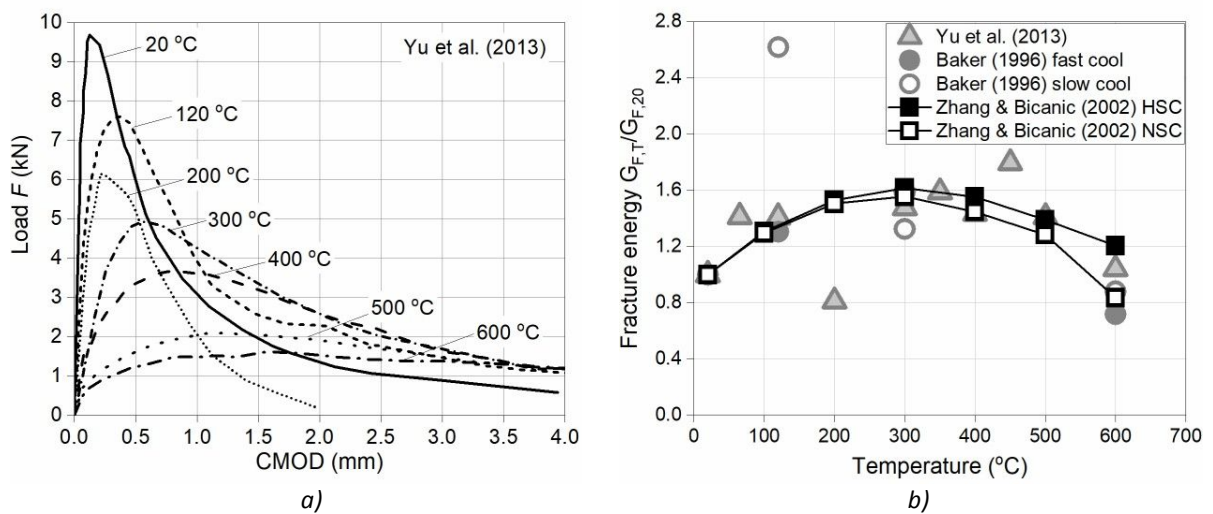 Yu et al. (2013)
20 ºC
120 ºC
200 ºC
300 ºC
400 ºC
500 ºC
600 ºC
Load F (kN)
10
9
8
7
6
5
4
3
2
1
0
0.0 0.5 1.0 1.5 2.0 2.5 3.0 3.5 4.0
CMOD (mm)
a)
Yu et al. (2013)
Baker (1996) fast cool
Baker (1996) slow cool
Zhang & Bicanic (2002) HSC
Zhang & Bicanic (2002) NSC
Fracture energy G_F,T/G_F,20
2.8
2.4
2.0
1.6
1.2
0.8
0.4
0.0
0 100 200 300 400 500 600 700
Temperature (ºC)
b)